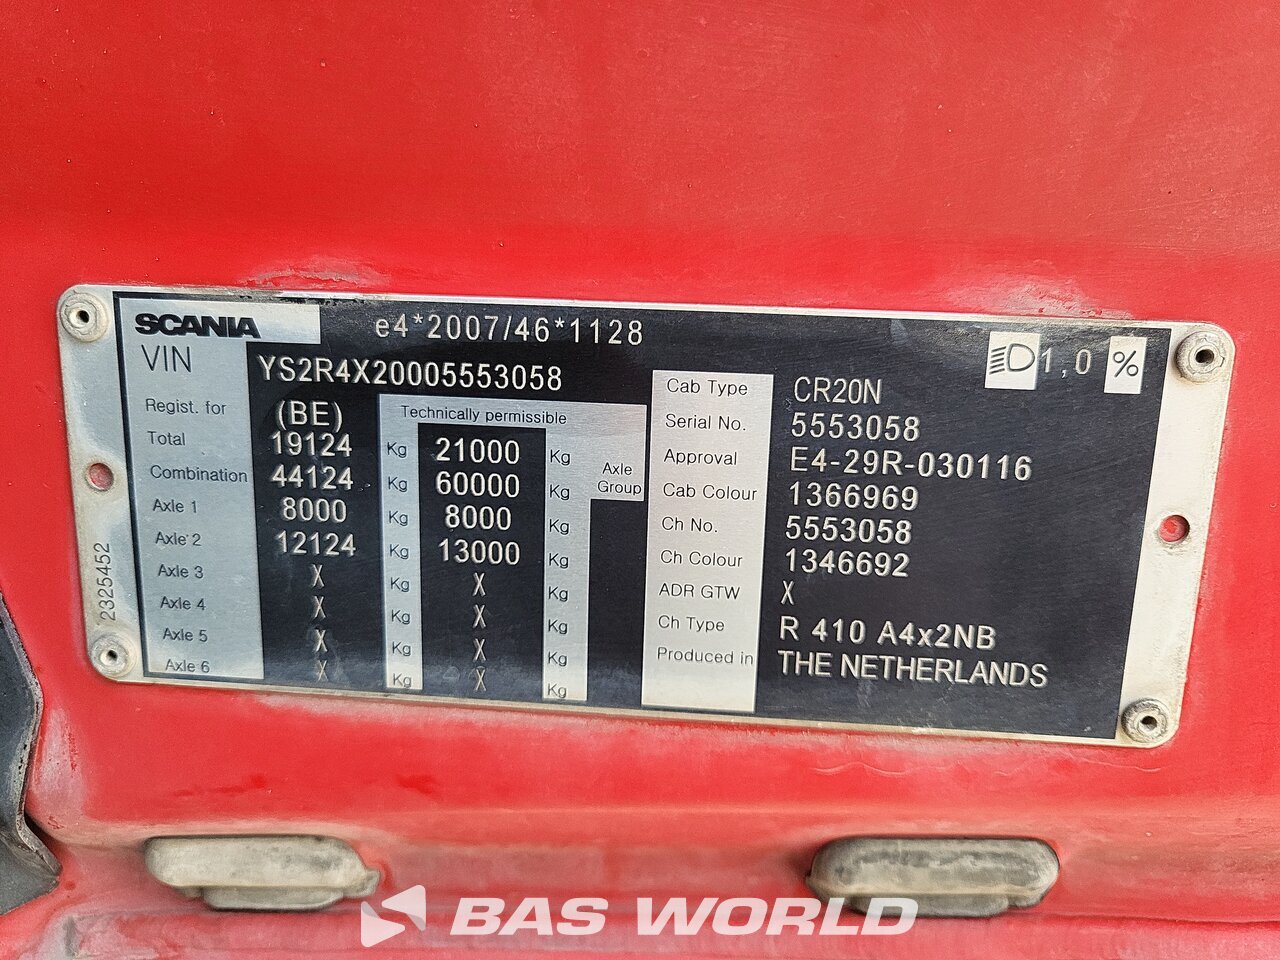 SCANIA e4*2007/46*1128 1,0 %
VIN YS2R4X20005553058
Regist. for (BE) Technically permissible
Total 19124 Kg 21000 Kg
Combination 44124 Kg 60000 Kg Axle Group
Axle 1 8000 Kg 8000 Kg
Axle 2 12124 Kg 13000 Kg
Axle 3 X Kg X Kg
Axle 4 X Kg X Kg
Axle 5 X Kg X Kg
Axle 6 X Kg X Kg
Cab Type CR20N
Serial No. 5553058
Approval E4-29R-030116
Cab Colour 1366969
Ch No. 5553058
Ch Colour 1346692
ADR GTW X
Ch Type R 410 A4x2NB
Produced in THE NETHERLANDS
2325452
BAS WORLD